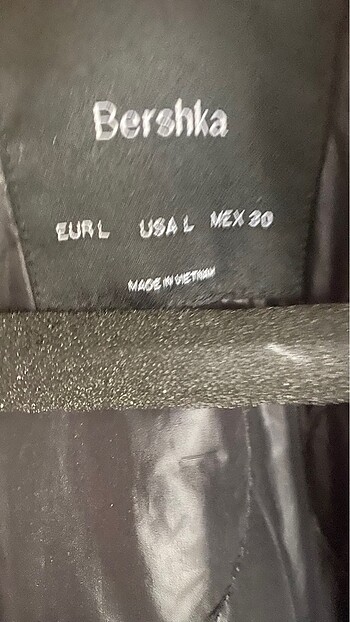 Bershka
EUR L USA L MEX 30
MADE IN VIETNAM